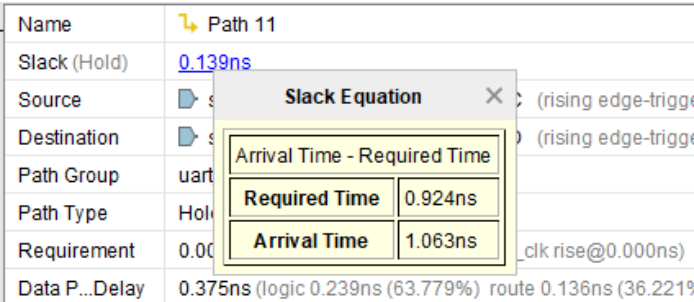 Name Path 11
Slack (Hold) 0.139ns
Slack Equation
Source (rising edge-trigge
Arrival Time - Required Time
Destination (rising edge-trigge
Path Group uart
Required Time 0.924ns
Path Type
Arrival Time 1.063ns
Requirement 0.00 _clk rise@0.000ns)
Data P...Delay 0.375ns (logic 0.239ns (63.779%) route 0.136ns (36.221%